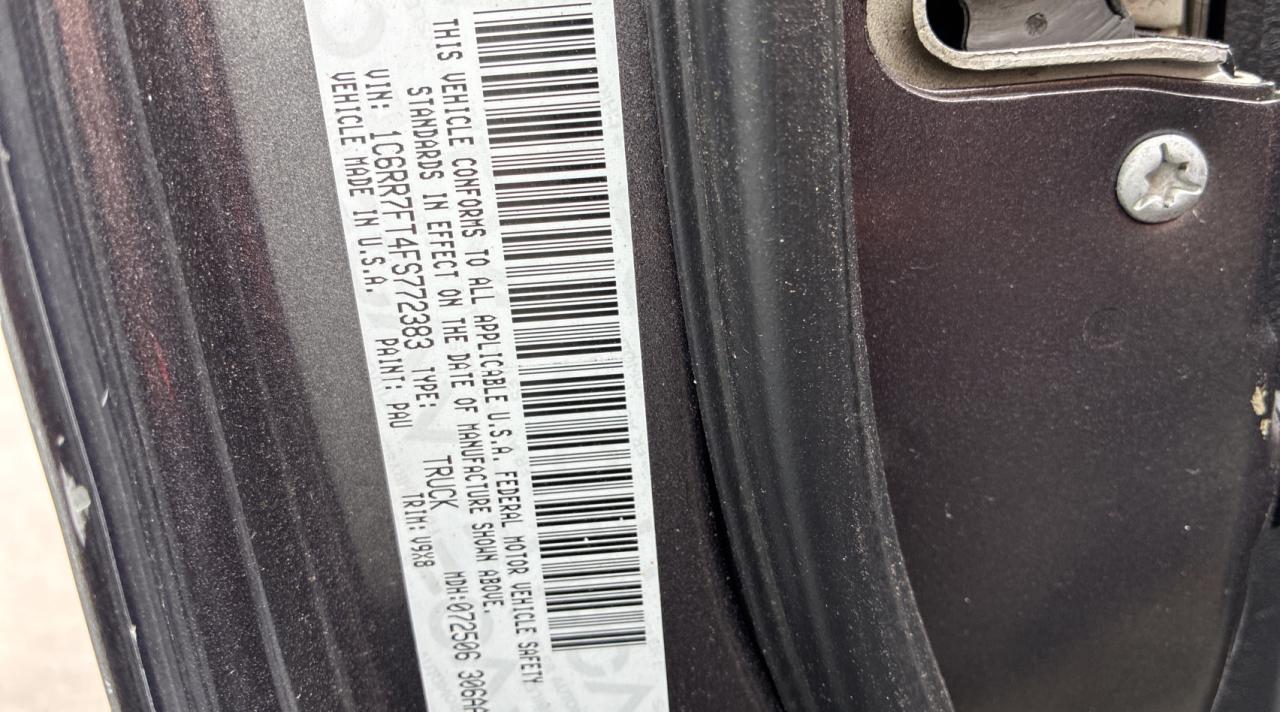 THIS VEHICLE CONFORMS TO ALL APPLICABLE U.S.A. FEDERAL MOTOR VEHICLE SAFETY
STANDARDS IN EFFECT ON THE DATE OF MANUFACTURE SHOWN ABOVE.
VIN: 1C6RR7FT4FS772383 TYPE: TRUCK MDH:072506 306AA
VEHICLE MADE IN U.S.A. PAINT: PAU TRIM: V9X8